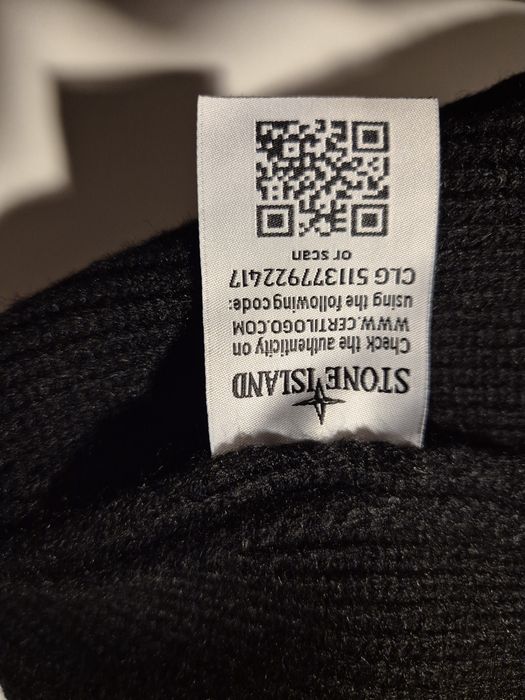 STONE ISLAND
Check the authenticity on
WWW.CERTILOGO.COM
using the following code:
CLG 511377922417
or scan